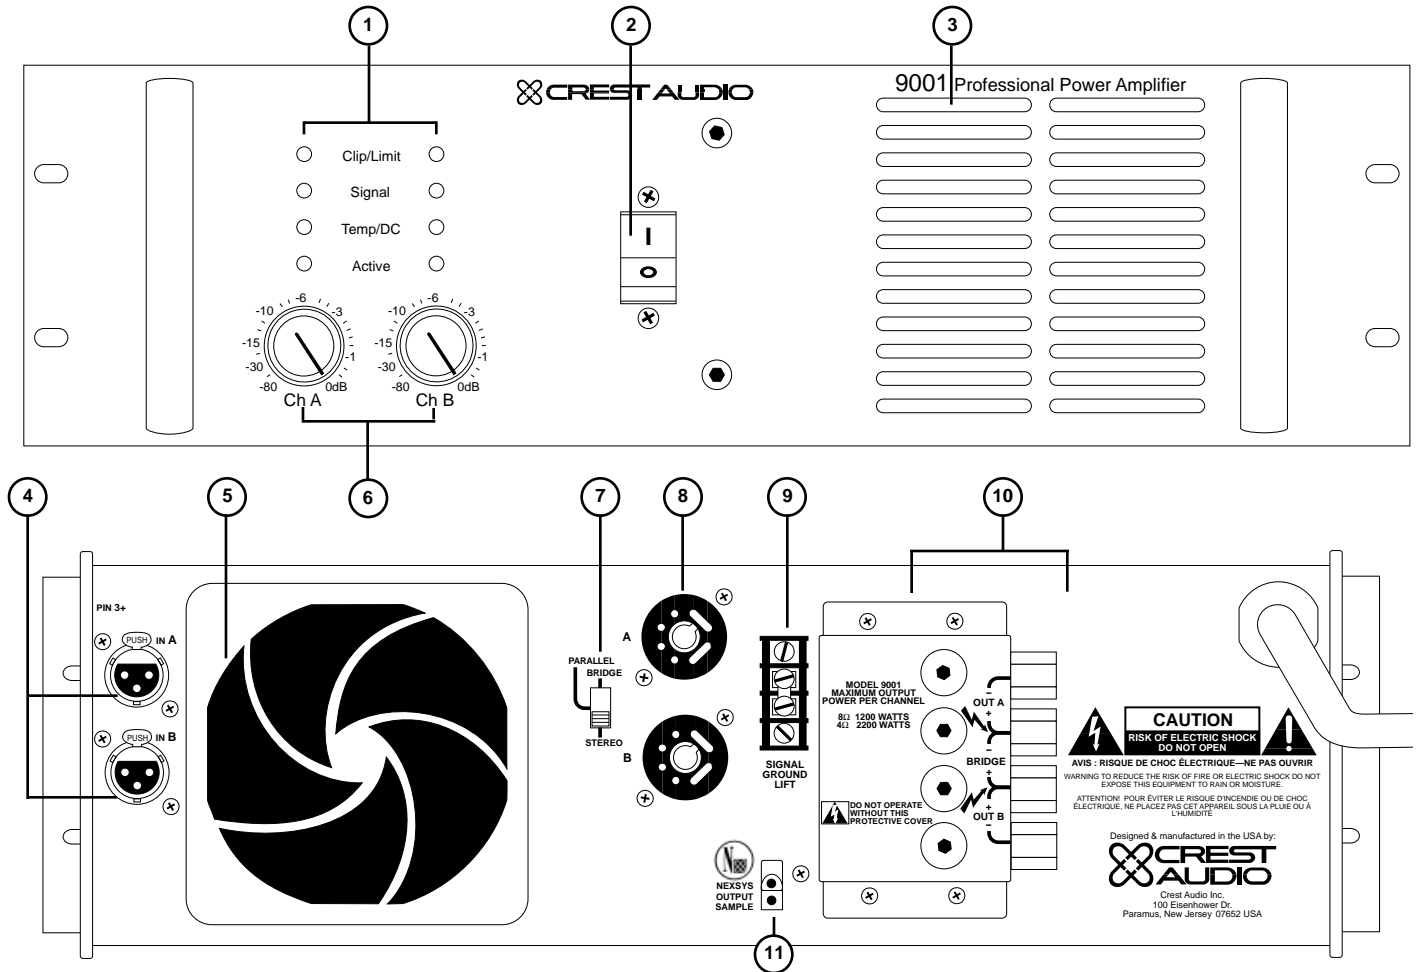 1
2
3
CREST AUDIO
9001 Professional Power Amplifier
Clip/Limit
Signal
Temp/DC
Active
-6
-10
-3
-15
-1
-30
-80
0dB
Ch A
-6
-10
-3
-15
-1
-30
-80
0dB
Ch B
I
O
4
5
6
7
8
9
10
PIN 3+
PUSH
IN A
PUSH
IN B
PARALLEL
BRIDGE
STEREO
A
B
SIGNAL
GROUND
LIFT
MODEL 9001
MAXIMUM OUTPUT
POWER PER CHANNEL
8Ω 1200 WATTS
4Ω 2200 WATTS
–
OUT A
+
–
BRIDGE
+
+
OUT B
–
DO NOT OPERATE
WITHOUT THIS
PROTECTIVE COVER
N
NEXSYS
OUTPUT
SAMPLE
11
CAUTION
RISK OF ELECTRIC SHOCK
DO NOT OPEN
!
AVIS : RISQUE DE CHOC ÉLECTRIQUE—NE PAS OUVRIR
WARNING TO REDUCE THE RISK OF FIRE OR ELECTRIC SHOCK DO NOT
EXPOSE THIS EQUIPMENT TO RAIN OR MOISTURE.
ATTENTION! POUR ÉVITER LE RISQUE D'INCENDIE OU DE CHOC
ÉLECTRIQUE, NE PLACEZ PAS CET APPAREIL SOUS LA PLUIE OU À
L'HUMIDITÉ
Designed & manufactured in the USA by:
CREST
AUDIO
Crest Audio Inc.
100 Eisenhower Dr.
Paramus, New Jersey 07652 USA